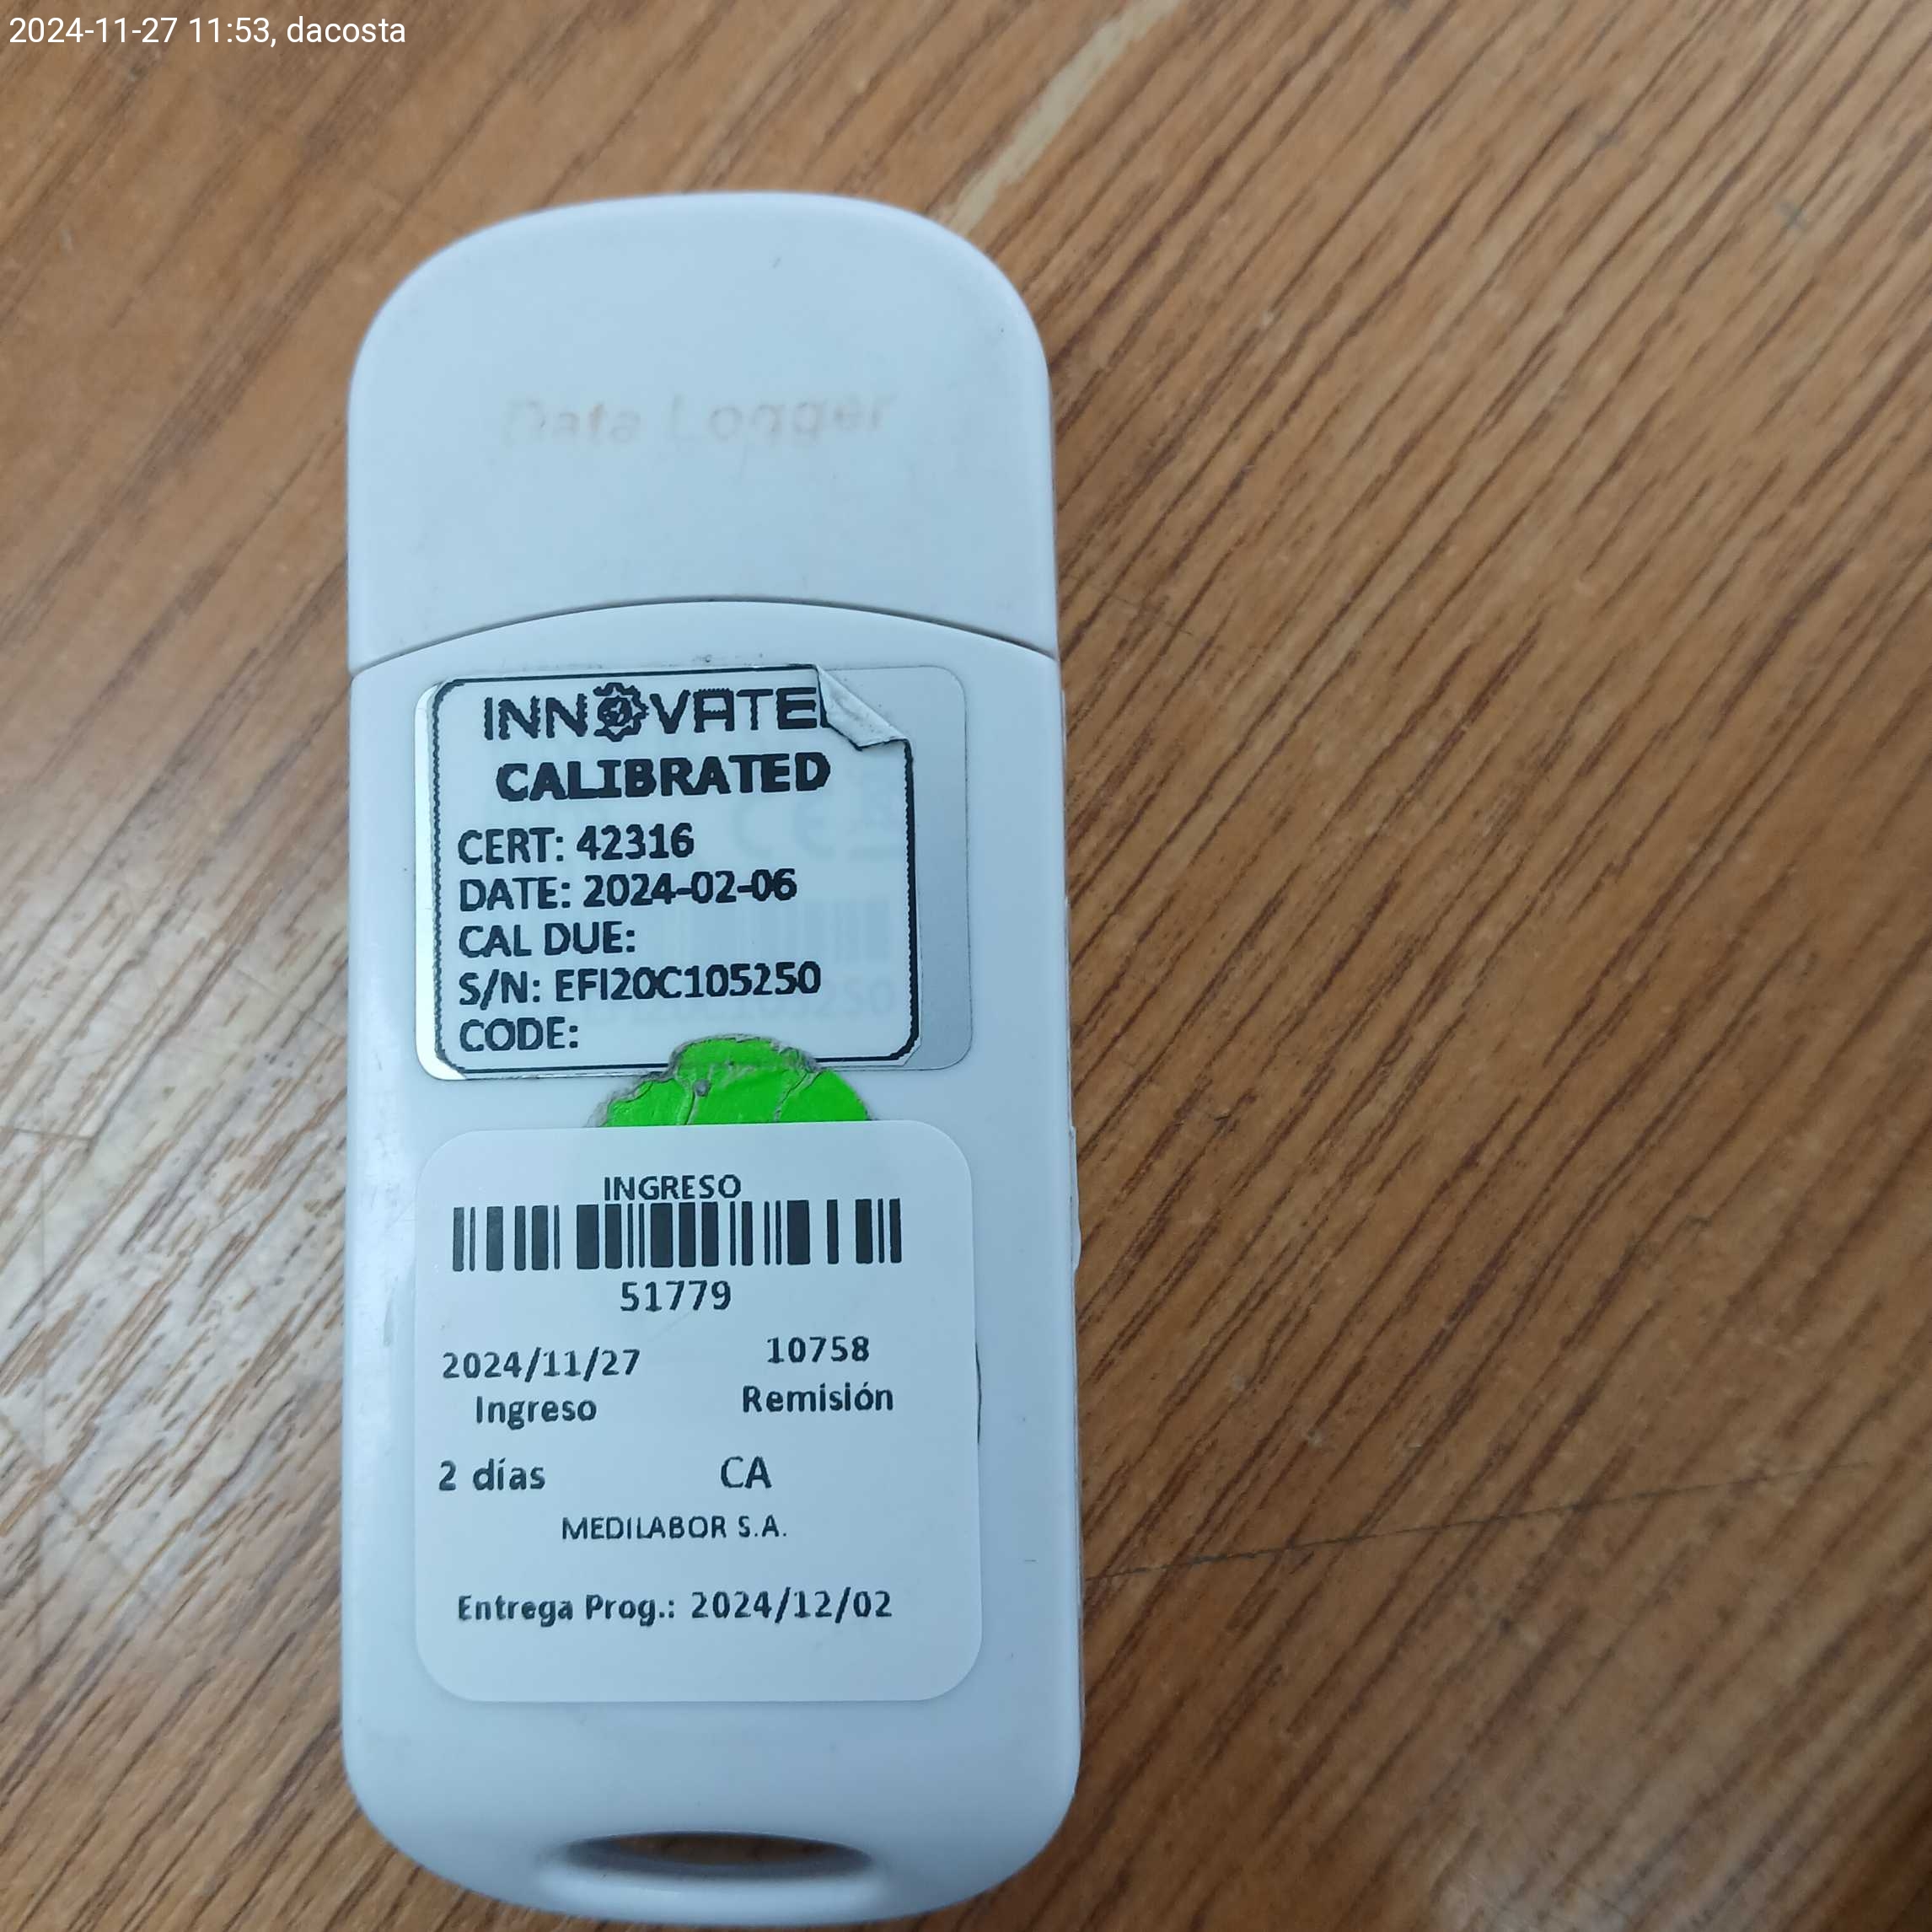 2024-11-27 11:53, dacosta
Data Logger
INNOVATE
CALIBRATED
CERT: 42316
DATE: 2024-02-06
CAL DUE:
S/N: EFI20C105250
CODE:
INGRESO
51779
2024/11/27 10758
Ingreso Remisión
2 días CA
MEDILABOR S.A.
Entrega Prog.: 2024/12/02